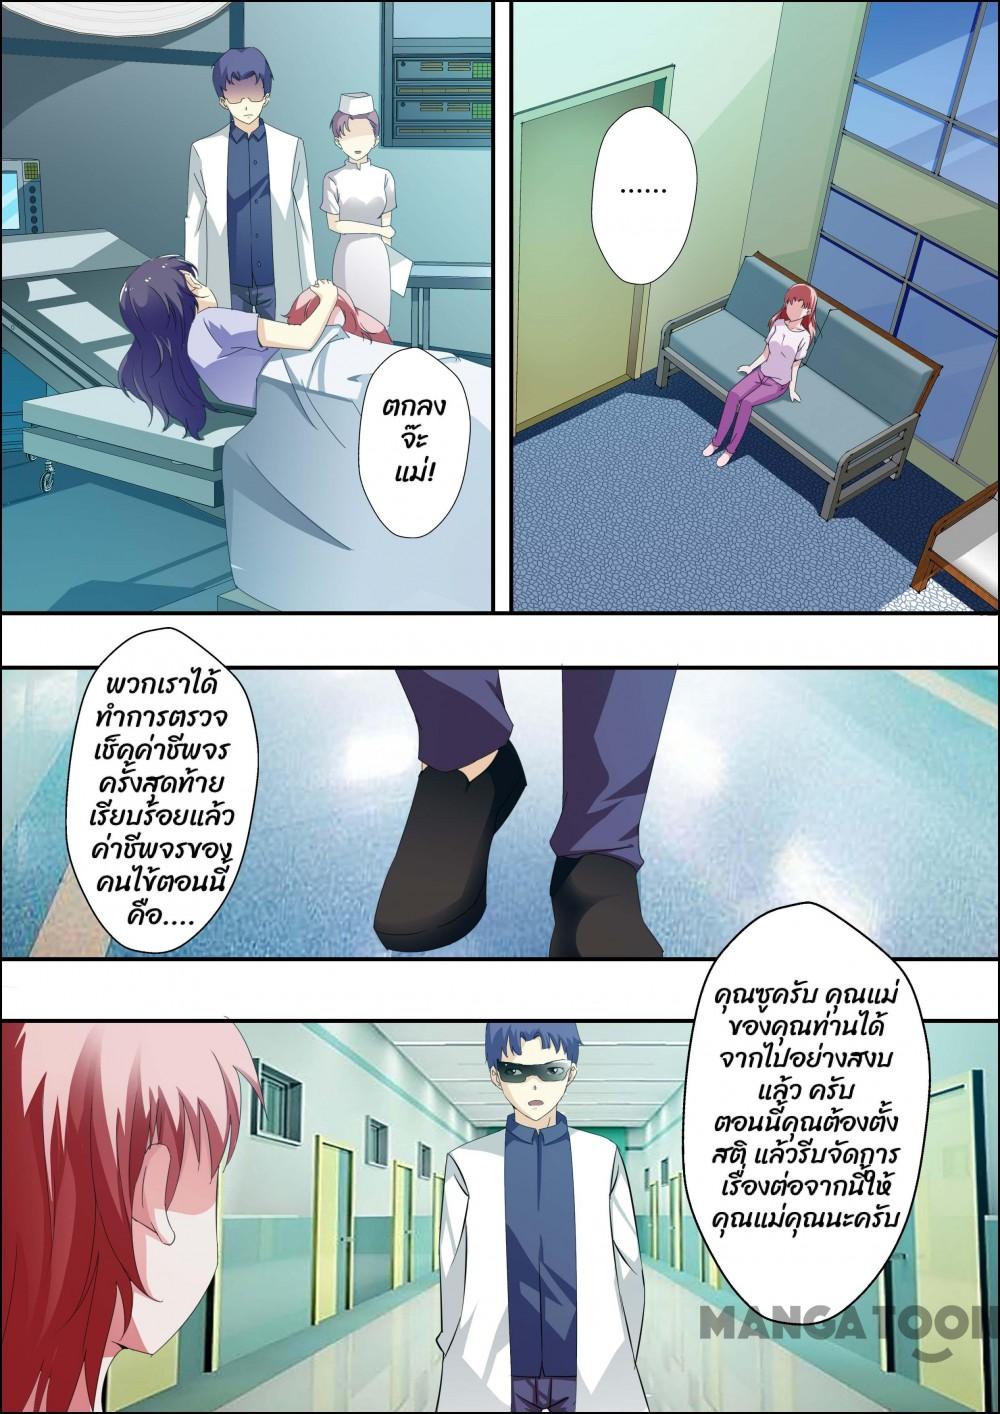 ตกลง
จ๊ะ
แม่!
......
พวกเราได้
ทำการตรวจ
เช็คค่าชีพจร
ครั้งสุดท้าย
เรียบร้อยแล้ว
ค่าชีพจรของ
คนไข้ตอนนี้
คือ....
คุณซูครับ คุณแม่
ของคุณท่านได้
จากไปอย่างสงบ
แล้ว ครับ
ตอนนี้คุณต้องตั้ง
สติ แล้วรีบจัดการ
เรื่องต่อจากนี้ให้
คุณแม่คุณนะครับ
MANGATOON